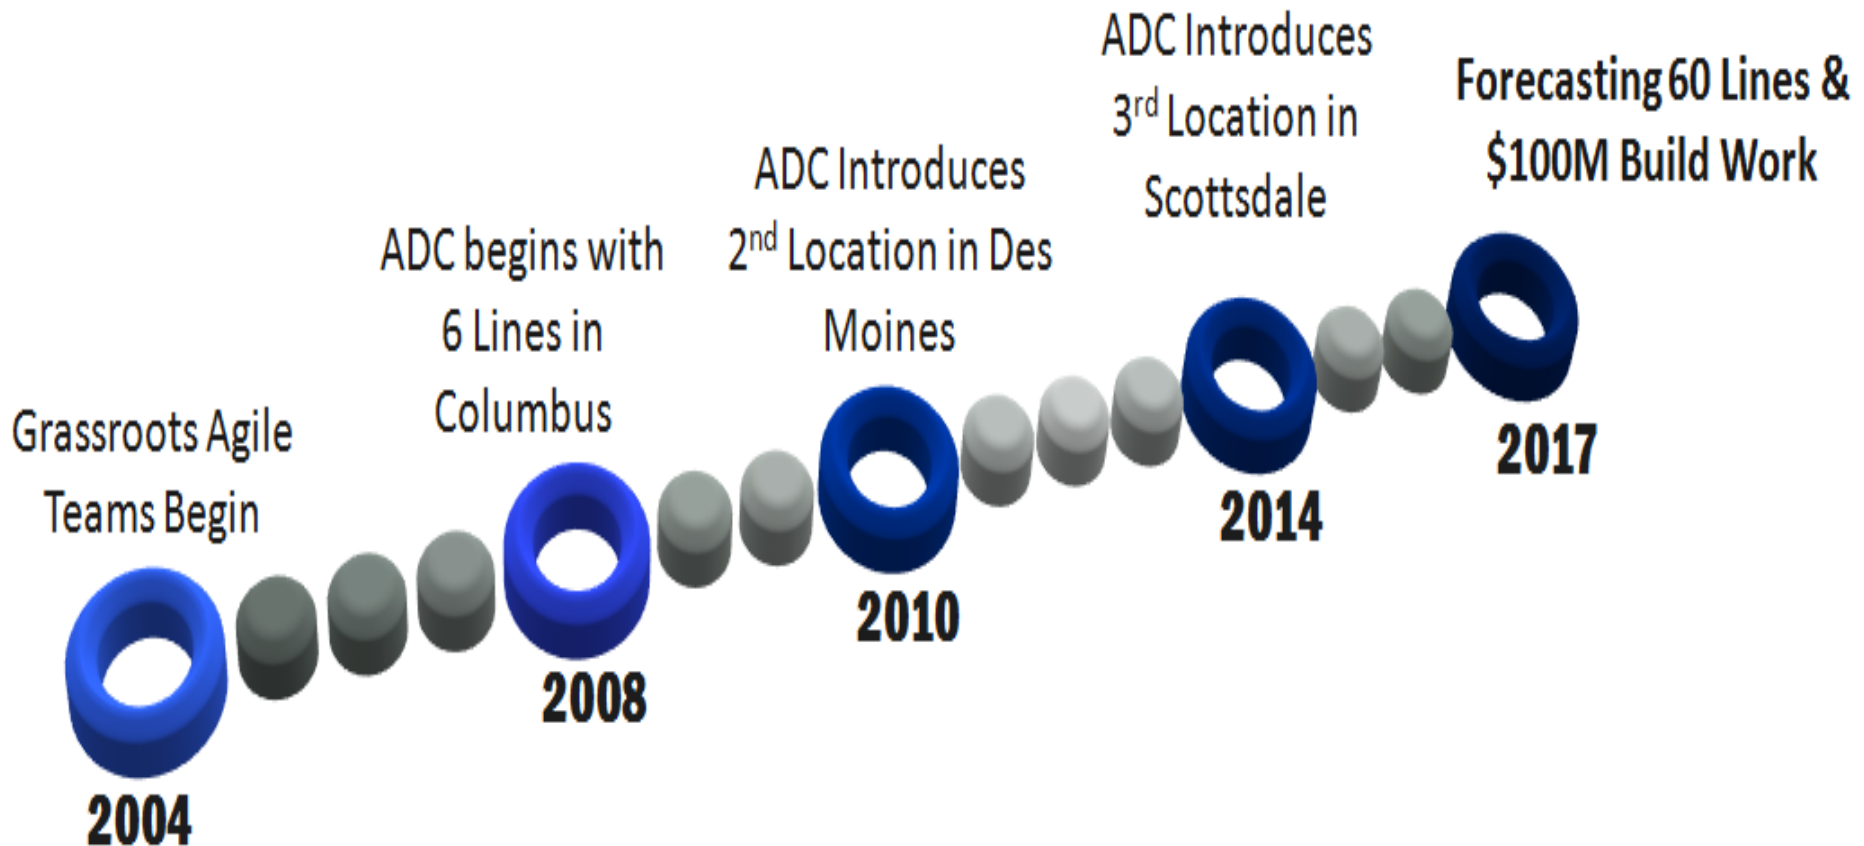 Grassroots Agile
Teams Begin
2004
ADC begins with
6 Lines in
Columbus
2008
ADC Introduces
2nd Location in Des
Moines
2010
ADC Introduces
3rd Location in
Scottsdale
2014
Forecasting 60 Lines &
$100M Build Work
2017